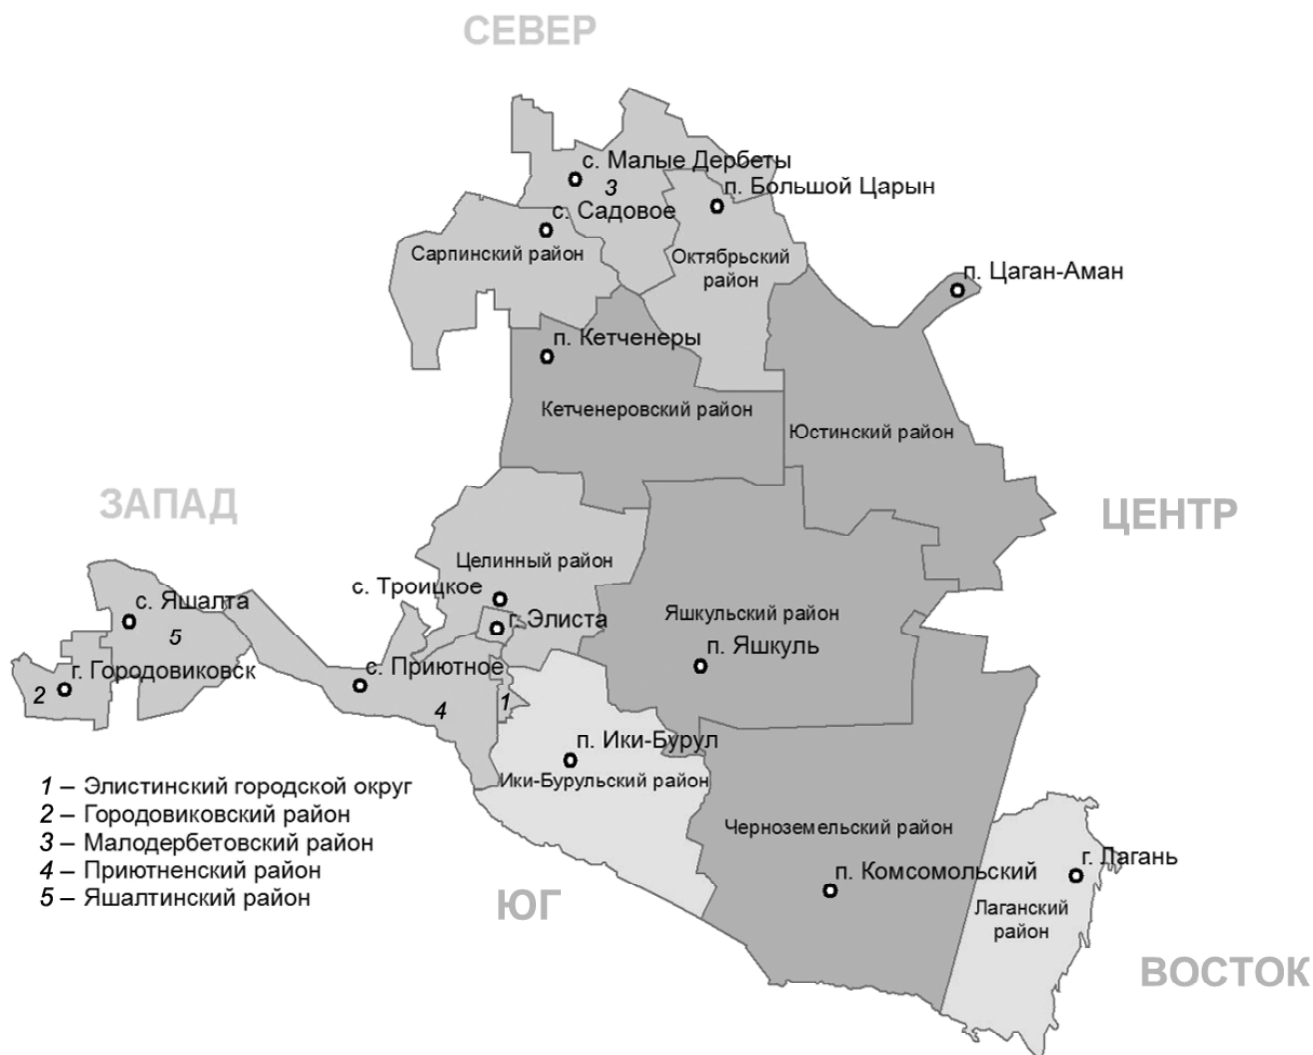 СЕВЕР
с. Малые Дербеты
3
п. Большой Царын
с. Садовое
Сарпинский район
Октябрьский
район
п. Цаган-Аман
п. Кетченеры
Кетченеровский район
Юстинский район
ЗАПАД
ЦЕНТР
Целинный район
с. Троицкое
г. Элиста
с. Яшалта
5
Яшкульский район
п. Яшкуль
г. Городовиковск
2
с. Приютное
4
1
п. Ики-Бурул
Ики-Бурульский район
1 – Элистинский городской округ
2 – Городовиковский район
3 – Малодербетовский район
4 – Приютненский район
5 – Яшалтинский район
Черноземельский район
п. Комсомольский
г. Лагань
Лаганский
район
ЮГ
ВОСТОК